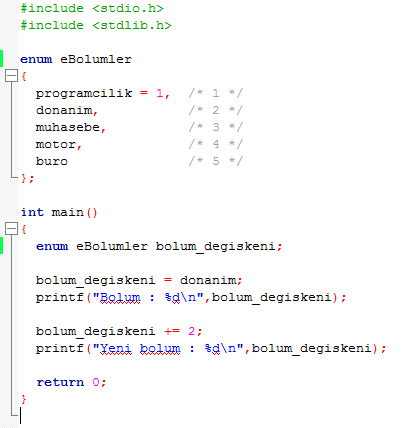 #include <stdio.h>
#include <stdlib.h>
enum eBolumler
{
programcilik = 1, /* 1 */
donanim, /* 2 */
muhasebe, /* 3 */
motor, /* 4 */
buro /* 5 */
};
int main()
{
enum eBolumler bolum_degiskeni;
bolum_degiskeni = donanim;
printf("Bolum : %d\n",bolum_degiskeni);
bolum_degiskeni += 2;
printf("Yeni bolum : %d\n",bolum_degiskeni);
return 0;
}